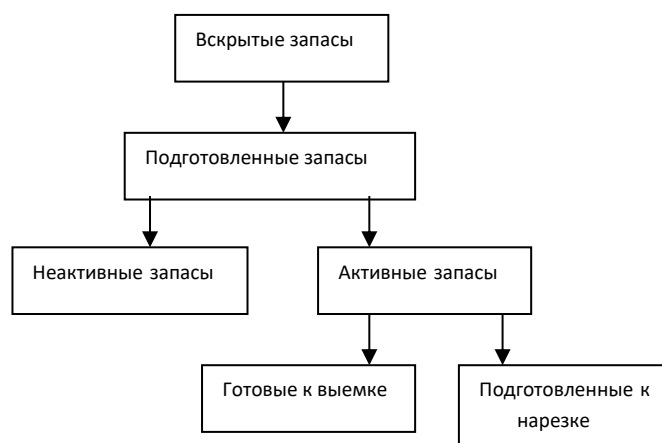 Вскрытые запасы
Подготовленные запасы
Неактивные запасы
Активные запасы
Готовые к выемке
Подготовленные к
нарезке